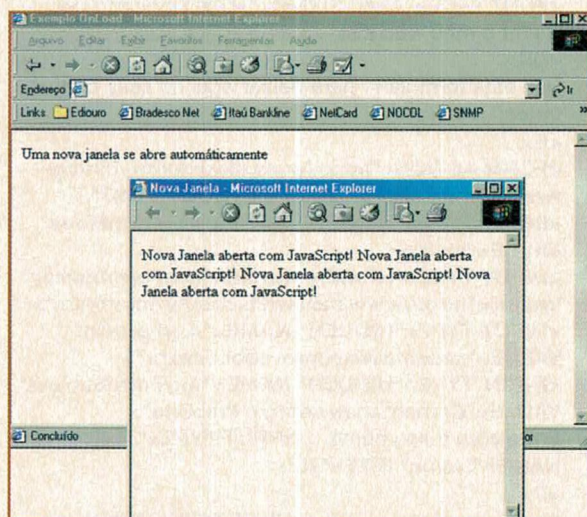 Exemplo OnLoad - Microsoft Internet Explorer
Arquivo Editar Exibir Favoritos Ferramentas Ajuda
Endereço Ir
Links Ediouro Bradesco Net Itaú Bankline NetCard NOCOL SNMP »
Uma nova janela se abre automáticamente
Nova Janela - Microsoft Internet Explorer
Nova Janela aberta com JavaScript! Nova Janela aberta
com JavaScript! Nova Janela aberta com JavaScript! Nova
Janela aberta com JavaScript!
Concluído